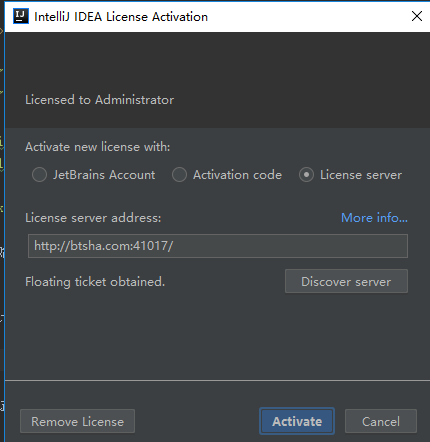 IntelliJ IDEA License Activation
Licensed to Administrator
Activate new license with:
JetBrains Account Activation code License server
License server address: More info...
http://btsha.com:41017/
Floating ticket obtained. Discover server
Remove License Activate Cancel